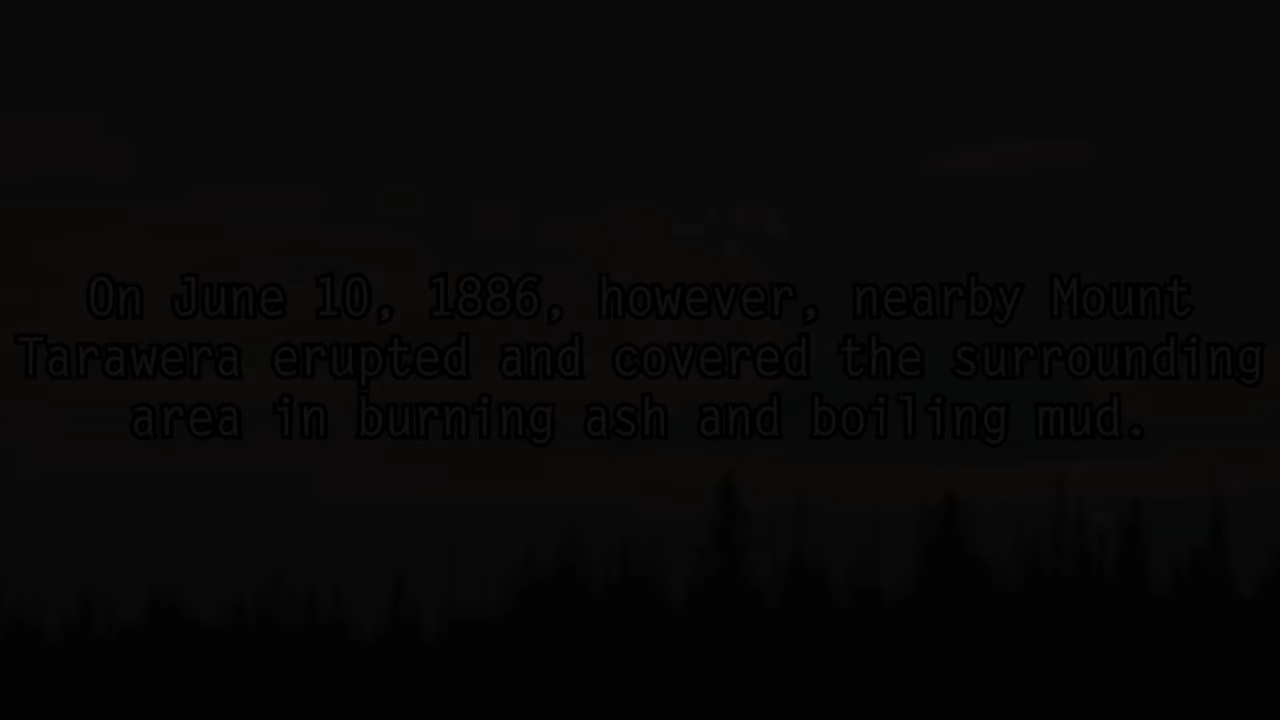 On June 10, 1886, however, nearby Mount
Tarawera erupted and covered the surrounding
area in burning ash and boiling mud.